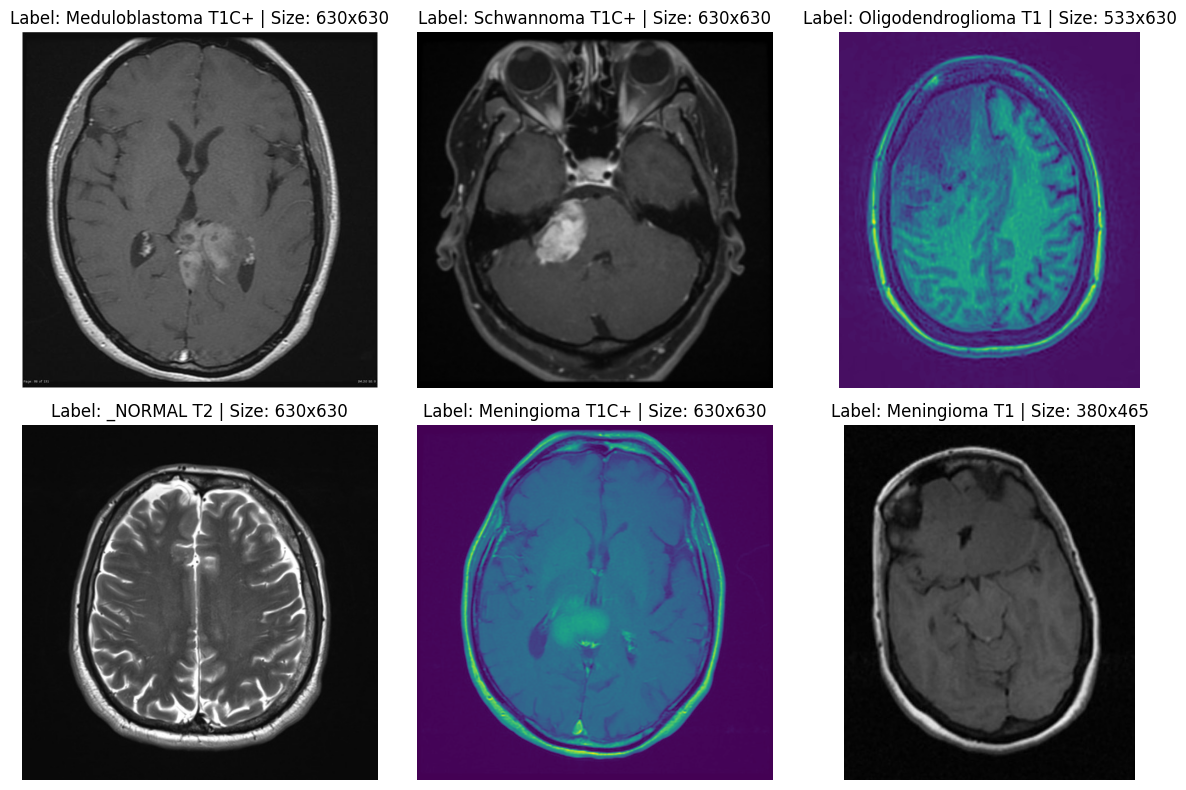 Label: Meduloblastoma T1C+ | Size: 630x630
Label: Schwannoma T1C+ | Size: 630x630
Label: Oligodendroglioma T1 | Size: 533x630
Label: _NORMAL T2 | Size: 630x630
Label: Meningioma T1C+ | Size: 630x630
Label: Meningioma T1 | Size: 380x465